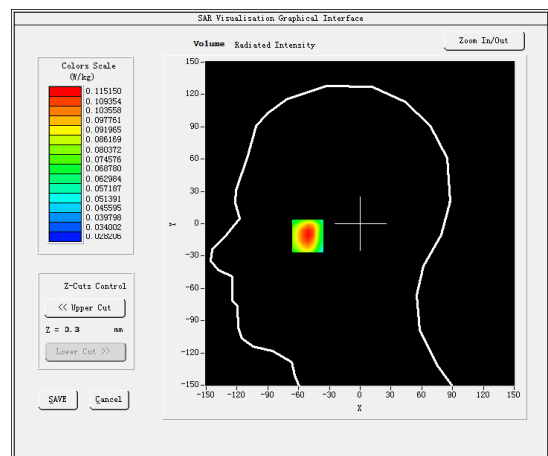 SAR Visualisation Graphical Interface
Volume Radiated Intensity
Zoom In/Out
Colors Scale
(W/kg)
0.115150
0.109354
0.103558
0.097761
0.091965
0.086169
0.080372
0.074576
0.068780
0.062984
0.057187
0.051391
0.045595
0.039798
0.034002
0.028206
Z-Cuts Control
<< Upper Cut
Z = 0.3 mm
Lower Cut >>
SAVE Cancel
150
120
90
60
30
0
-30
-60
-90
-120
-150
Y
-150 -120 -90 -60 -30 0 30 60 90 120 150
X